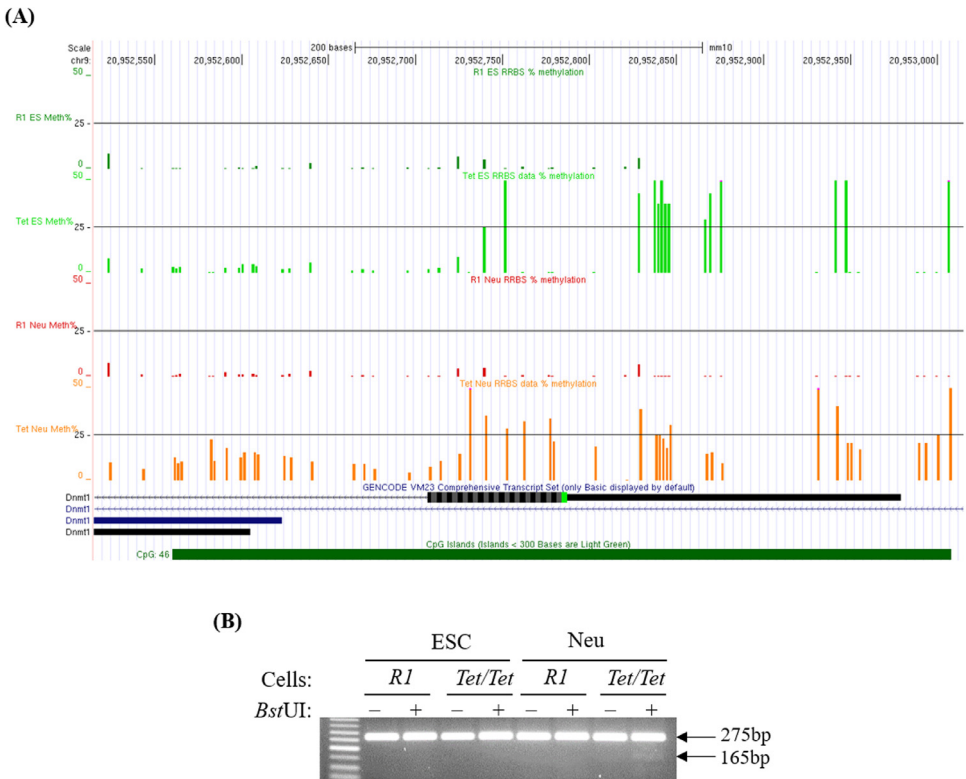 (A)
Scale 200 bases mm10
chr9: 20,952,550 20,952,600 20,952,650 20,952,700 20,952,750 20,952,800 20,952,850 20,952,900 20,952,950 20,953,000
R1 ES RRBS % methylation
50
R1 ES Meth% 25
0
Tet ES RRBS data % methylation
50
Tet ES Meth% 25
0
R1 Neu RRBS % methylation
50
R1 Neu Meth% 25
0
Tet Neu RRBS data % methylation
50
Tet Neu Meth% 25
0
GENCODE VM23 Comprehensive Transcript Set (only Basic displayed by default)
Dnmt1
Dnmt1
Dnmt1
Dnmt1
CpG Islands (Islands < 300 Bases are Light Green)
CpG: 46
(B)
ESC Neu
Cells: R1 Tet/Tet R1 Tet/Tet
BstUI: – + – + – + – +
275bp
165bp